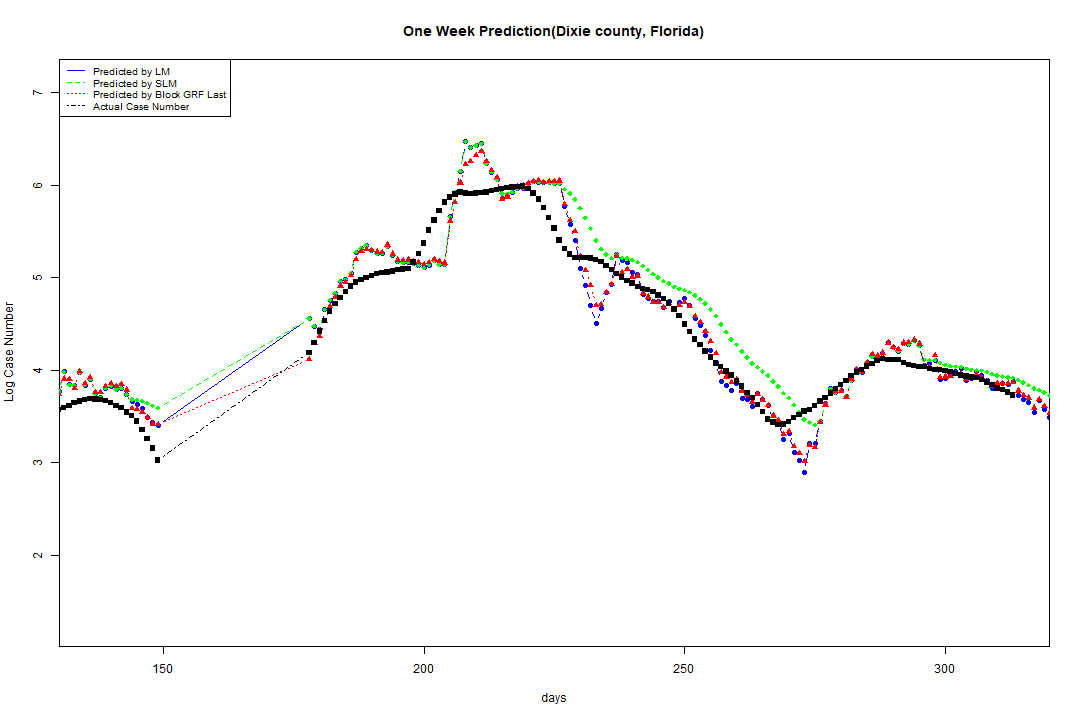 One Week Prediction(Dixie county, Florida)
Predicted by LM
Predicted by SLM
Predicted by Block GRF Last
Actual Case Number
7
6
5
4
3
2
Log Case Number
150 200 250 300
days